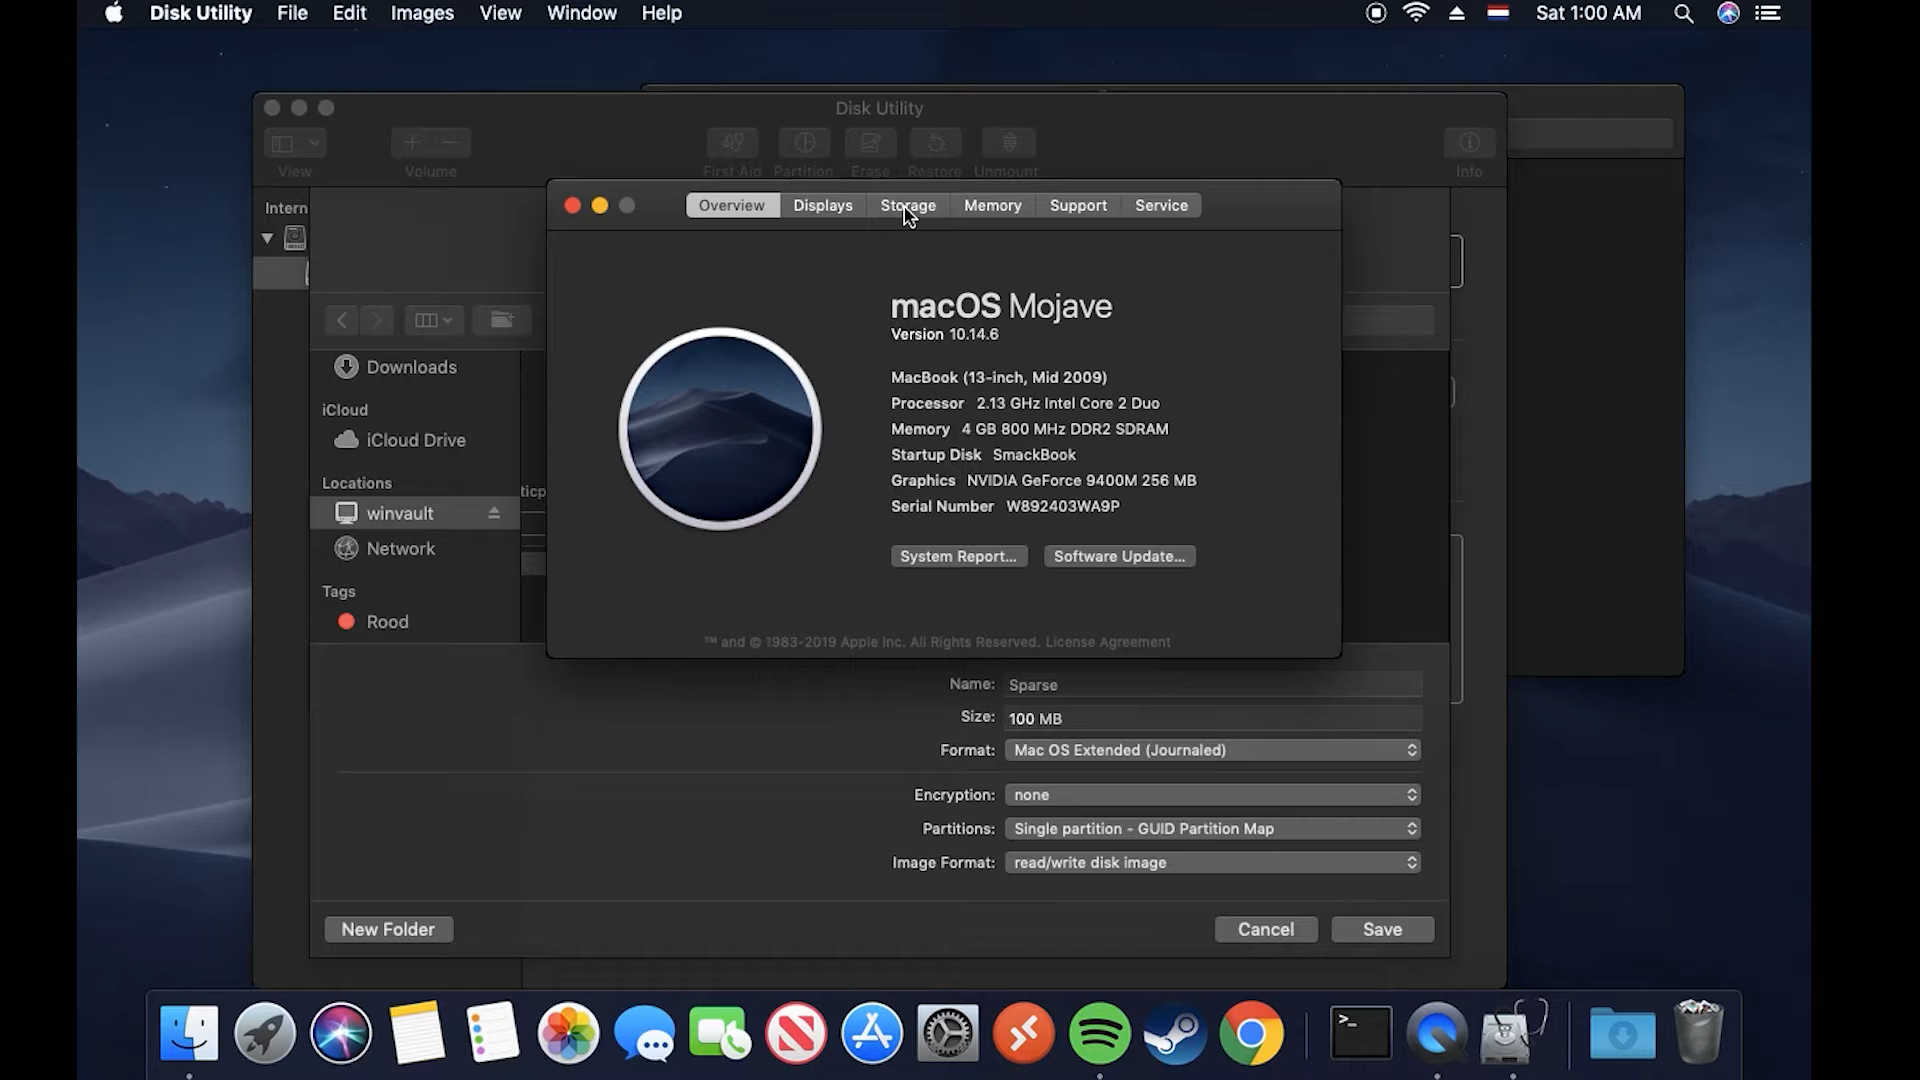 Disk Utility File Edit Images View Window Help
Sat 1:00 AM
Disk Utility
View Volume First Aid Partition Erase Restore Unmount Info
Overview Displays Storage Memory Support Service
Intern
macOS Mojave
Version 10.14.6
MacBook (13-inch, Mid 2009)
Processor 2.13 GHz Intel Core 2 Duo
Memory 4 GB 800 MHz DDR2 SDRAM
Startup Disk SmackBook
Graphics NVIDIA GeForce 9400M 256 MB
Serial Number W892403WA9P
System Report... Software Update...
™ and © 1983-2019 Apple Inc. All Rights Reserved. License Agreement
Downloads
iCloud
iCloud Drive
Locations
winvault
Network
Tags
Rood
ticp
Name: Sparse
Size: 100 MB
Format: Mac OS Extended (Journaled)
Encryption: none
Partitions: Single partition - GUID Partition Map
Image Format: read/write disk image
New Folder Cancel Save
>_